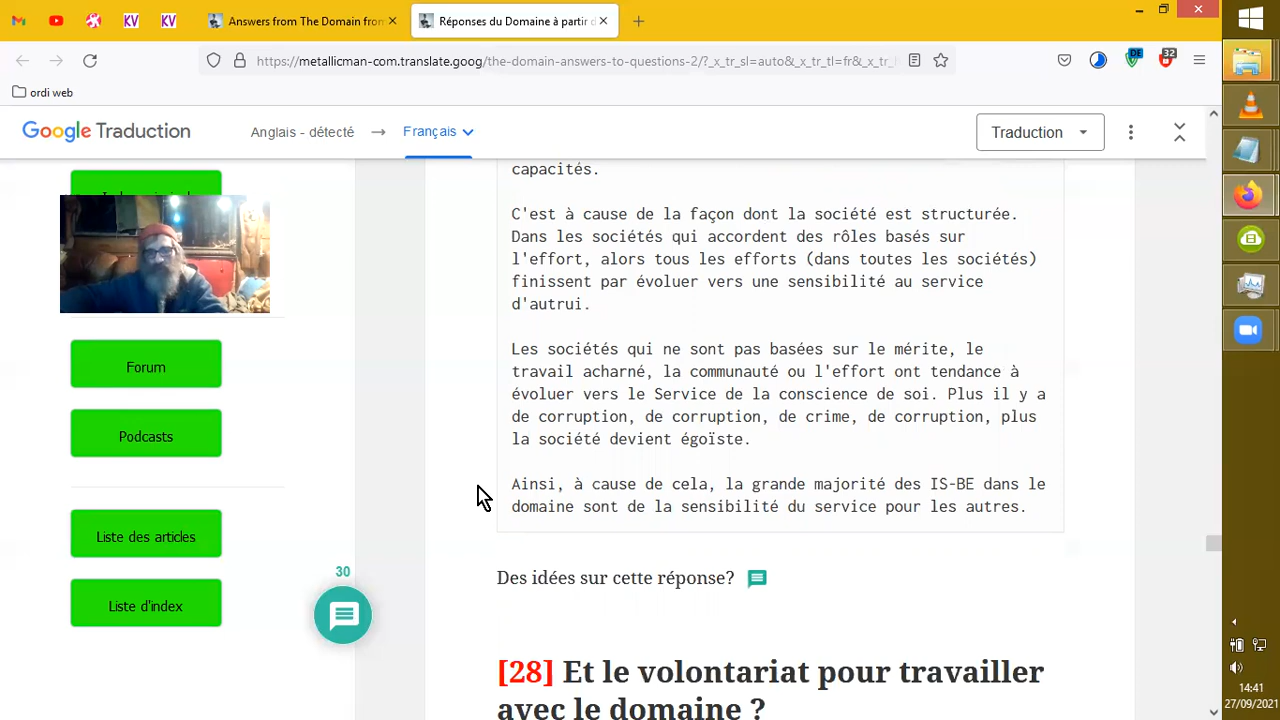 Answers from The Domain fron
Réponses du Domaine à partir d
https://metallicman-com.translate.goog/the-domain-answers-to-questions-2/?_x_tr_sl=auto&_x_tr_tl=fr&_x_tr_
DE
32
ordi web
Google Traduction
Anglais - détecté
Français
Traduction
capacités.
C'est à cause de la façon dont la société est structurée.
Dans les sociétés qui accordent des rôles basés sur
l'effort, alors tous les efforts (dans toutes les sociétés)
finissent par évoluer vers une sensibilité au service
d'autrui.
Les sociétés qui ne sont pas basées sur le mérite, le
travail acharné, la communauté ou l'effort ont tendance à
évoluer vers le Service de la conscience de soi. Plus il y a
de corruption, de corruption, de crime, de corruption, plus
la société devient égoïste.
Ainsi, à cause de cela, la grande majorité des IS-BE dans le
domaine sont de la sensibilité du service pour les autres.
Forum
Podcasts
Liste des articles
Liste d'index
30
Des idées sur cette réponse?
[28] Et le volontariat pour travailler
avec le domaine ?
14:41
27/09/2021
KV
KV